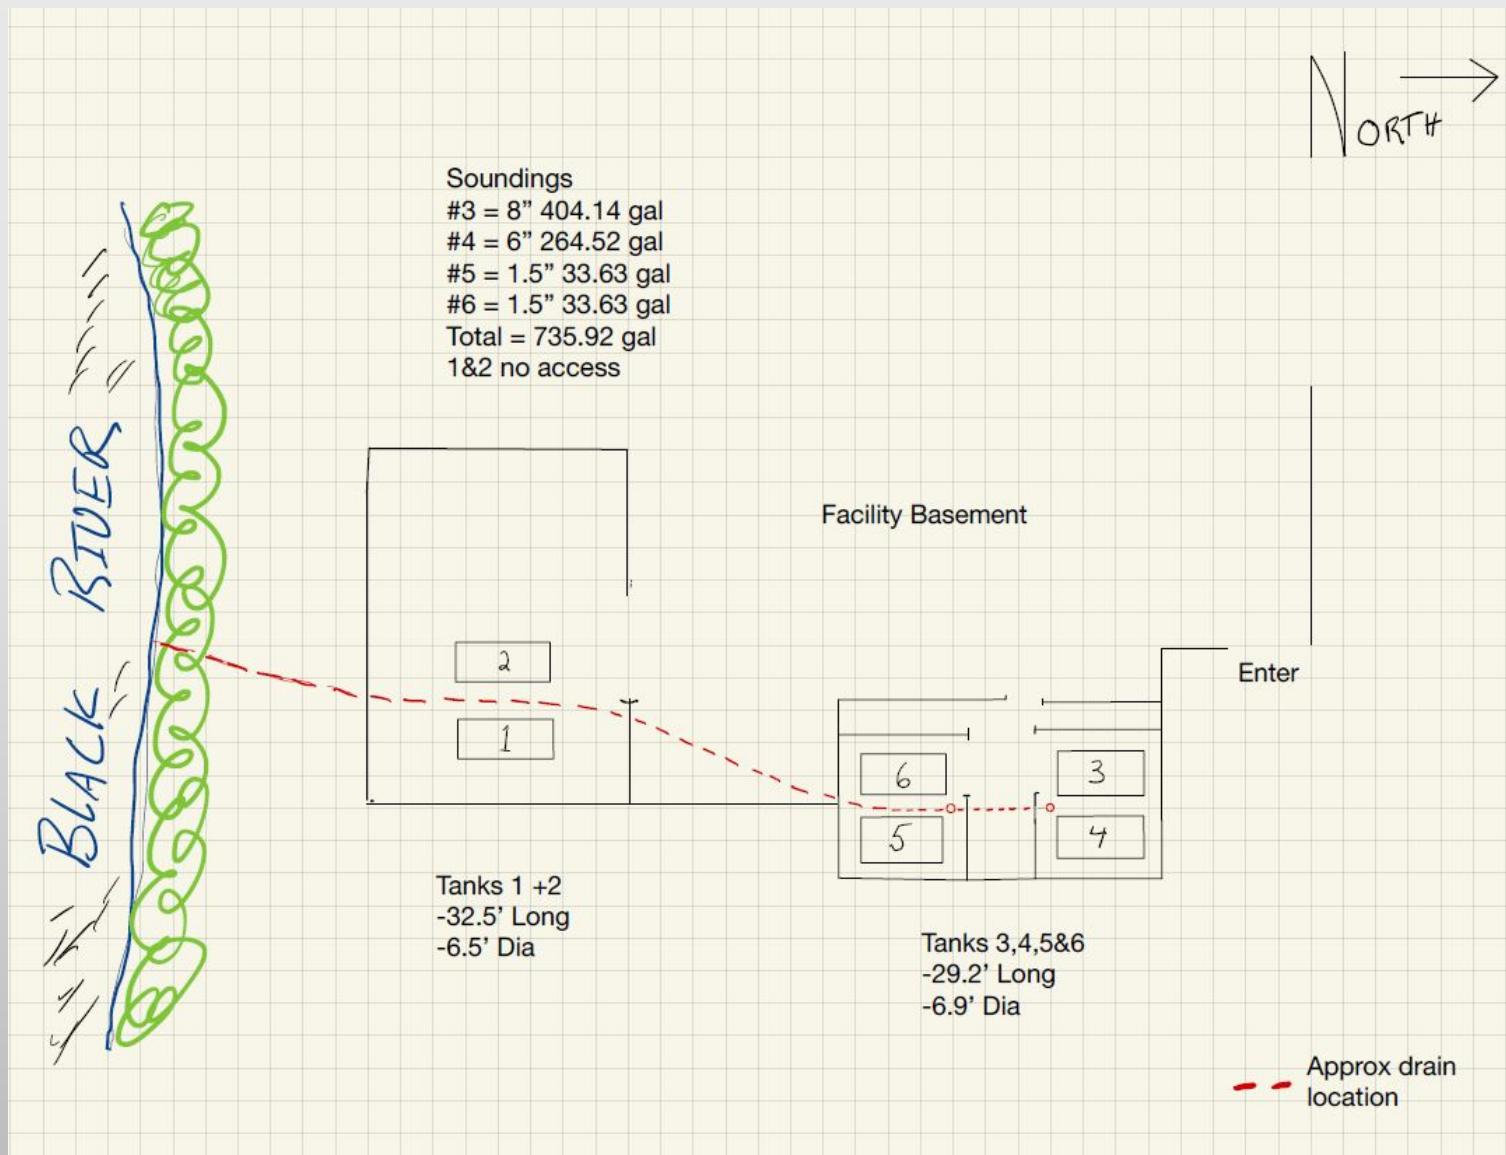 NORTH
Soundings
#3 = 8” 404.14 gal
#4 = 6” 264.52 gal
#5 = 1.5” 33.63 gal
#6 = 1.5” 33.63 gal
Total = 735.92 gal
1&2 no access
BLACK RIVER
Facility Basement
2
1
Enter
6
3
5
4
Tanks 1 +2
-32.5’ Long
-6.5’ Dia
Tanks 3,4,5&6
-29.2’ Long
-6.9’ Dia
Approx drain
location